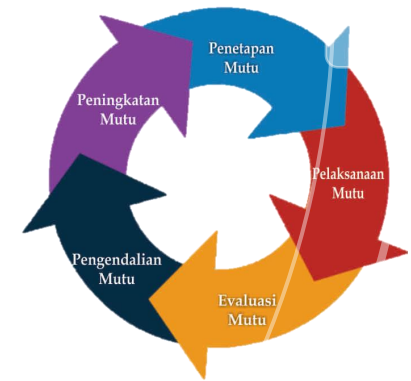 Penetapan
Mutu
Pelaksanaan
Mutu
Evaluasi
Mutu
Pengendalian
Mutu
Peningkatan
Mutu